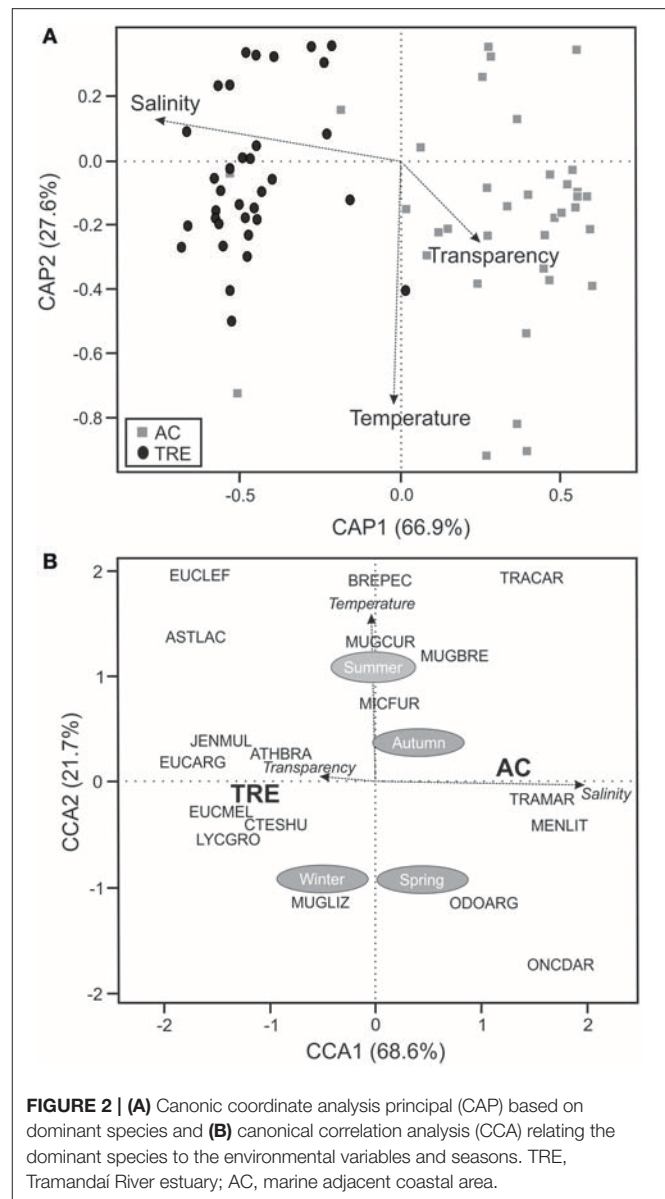 A
0.2
0.0
-0.2
-0.4
-0.6
-0.8
CAP2 (27.6%)
Salinity
Transparency
Temperature
AC
TRE
-0.5
0.0
0.5
CAP1 (66.9%)
B
2
1
0
-1
-2
CCA2 (21.7%)
EUCLEF
BREPEC
TRACAR
Temperature
ASTLAC
MUGCUR
MUGBRE
Summer
MICFUR
JENMUL
Autumn
ATHBRA
EUCARG
Transparency
AC
TRE
Salinity
TRAMAR
EUCMEL
CTESHU
MENLIT
LYCGRO
Winter
Spring
MUGLIZ
ODOARG
ONCDAR
-2
-1
0
1
2
CCA1 (68.6%)
FIGURE 2 | (A) Canonic coordinate analysis principal (CAP) based on
dominant species and (B) canonical correlation analysis (CCA) relating the
dominant species to the environmental variables and seasons. TRE,
Tramandaí River estuary; AC, marine adjacent coastal area.